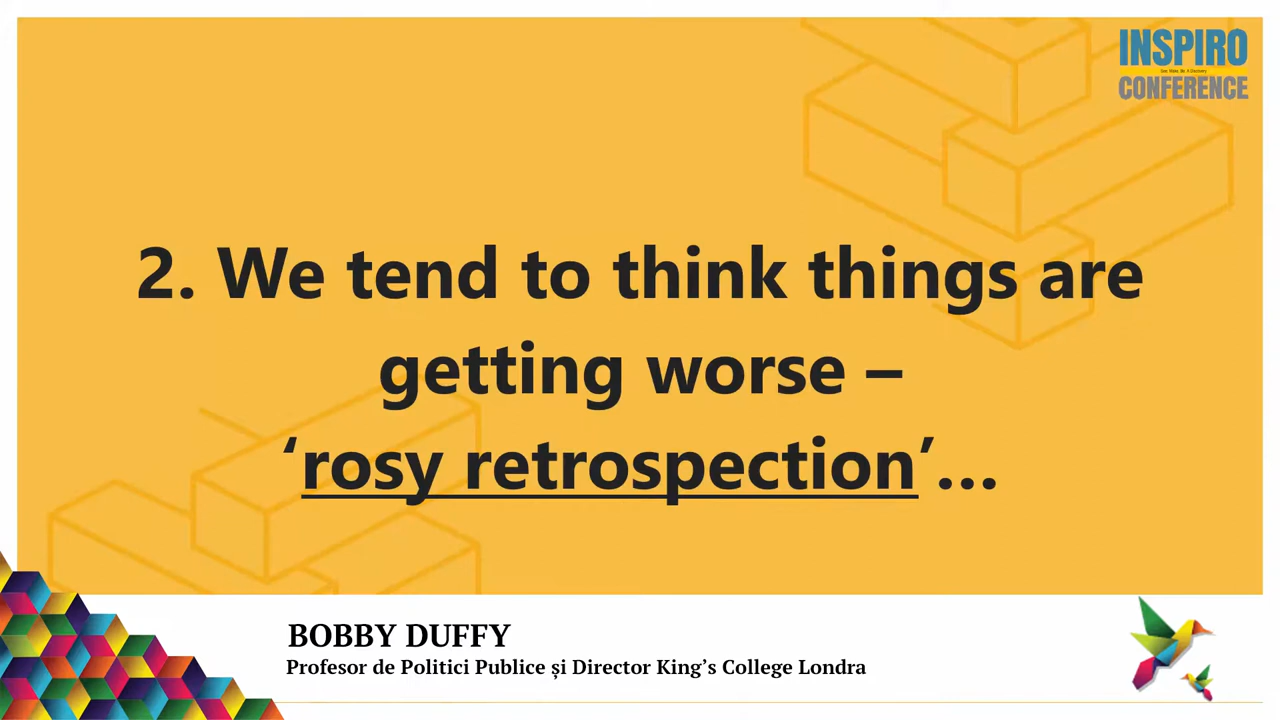 INSPIRO
CONFERENCE
2. We tend to think things are
getting worse –
‘rosy retrospection’...
BOBBY DUFFY
Profesor de Politici Publice și Director King’s College Londra